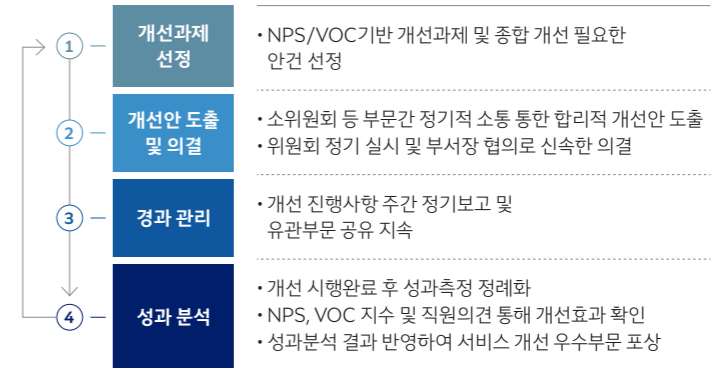 1
개선과제
선정
• NPS/VOC기반 개선과제 및 종합 개선 필요한
안건 선정
2
개선안 도출
및 의결
• 소위원회 등 부문간 정기적 소통 통한 합리적 개선안 도출
• 위원회 정기 실시 및 부서장 협의로 신속한 의결
3
경과 관리
• 개선 진행사항 주간 정기보고 및
유관부문 공유 지속
4
성과 분석
• 개선 시행완료 후 성과측정 정례화
• NPS, VOC 지수 및 직원의견 통해 개선효과 확인
• 성과분석 결과 반영하여 서비스 개선 우수부문 포상